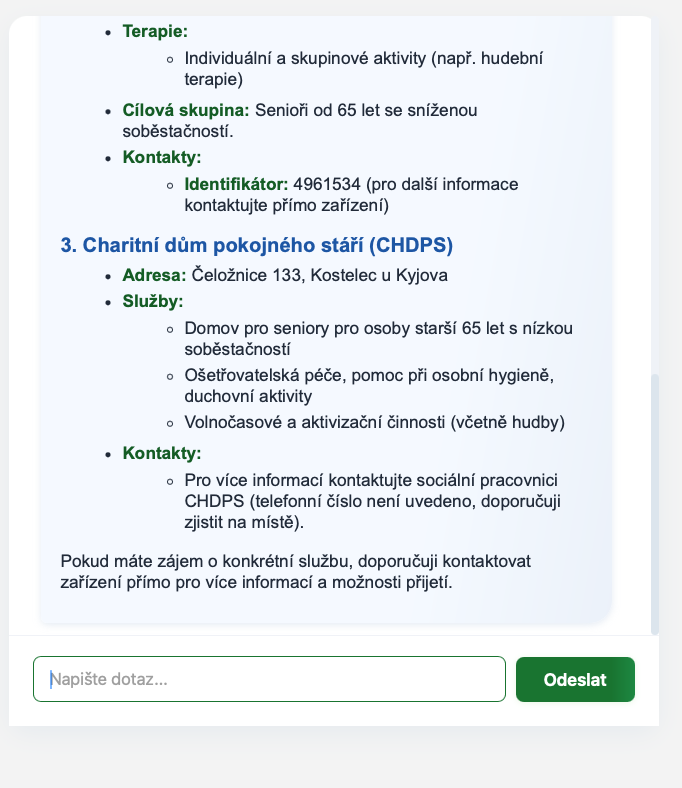 Terapie:
Individuální a skupinové aktivity (např. hudební
terapie)
Cílová skupina: Senioři od 65 let se sníženou
soběstačností.
Kontakty:
Identifikátor: 4961534 (pro další informace
kontaktujte přímo zařízení)
3. Charitní dům pokojného stáří (CHDPS)
Adresa: Čeložnice 133, Kostelec u Kyjova
Služby:
Domov pro seniory pro osoby starší 65 let s nízkou
soběstačností
Ošetřovatelská péče, pomoc při osobní hygieně,
duchovní aktivity
Volnočasové a aktivizační činnosti (včetně hudby)
Kontakty:
Pro více informací kontaktujte sociální pracovnici
CHDPS (telefonní číslo není uvedeno, doporučuji
zjistit na místě).
Pokud máte zájem o konkrétní službu, doporučuji kontaktovat
zařízení přímo pro více informací a možnosti přijetí.
Napište dotaz...
Odeslat